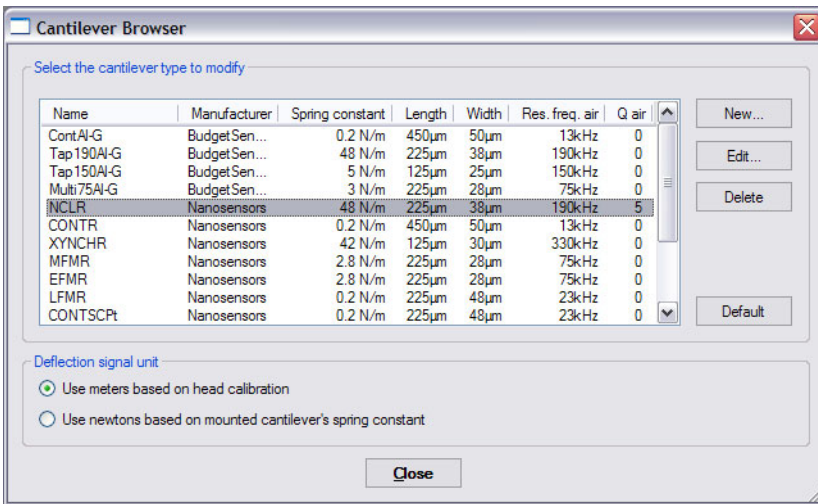 Cantilever Browser
Select the cantilever type to modify
Name Manufacturer Spring constant Length Width Res. freq. air Q air
ContAl-G BudgetSen... 0.2 N/m 450µm 50µm 13kHz 0
Tap190Al-G BudgetSen... 48 N/m 225µm 38µm 190kHz 0
Tap150Al-G BudgetSen... 5 N/m 125µm 25µm 150kHz 0
Multi75Al-G BudgetSen... 3 N/m 225µm 28µm 75kHz 0
NCLR Nanosensors 48 N/m 225µm 38µm 190kHz 5
CONTR Nanosensors 0.2 N/m 450µm 50µm 13kHz 0
XYNCHR Nanosensors 42 N/m 125µm 30µm 330kHz 0
MFMR Nanosensors 2.8 N/m 225µm 28µm 75kHz 0
EFMR Nanosensors 2.8 N/m 225µm 28µm 75kHz 0
LFMR Nanosensors 0.2 N/m 225µm 48µm 23kHz 0
CONTSCPt Nanosensors 0.2 N/m 225µm 48µm 23kHz 0
New...
Edit...
Delete
Default
Deflection signal unit
Use meters based on head calibration
Use newtons based on mounted cantilever's spring constant
Close